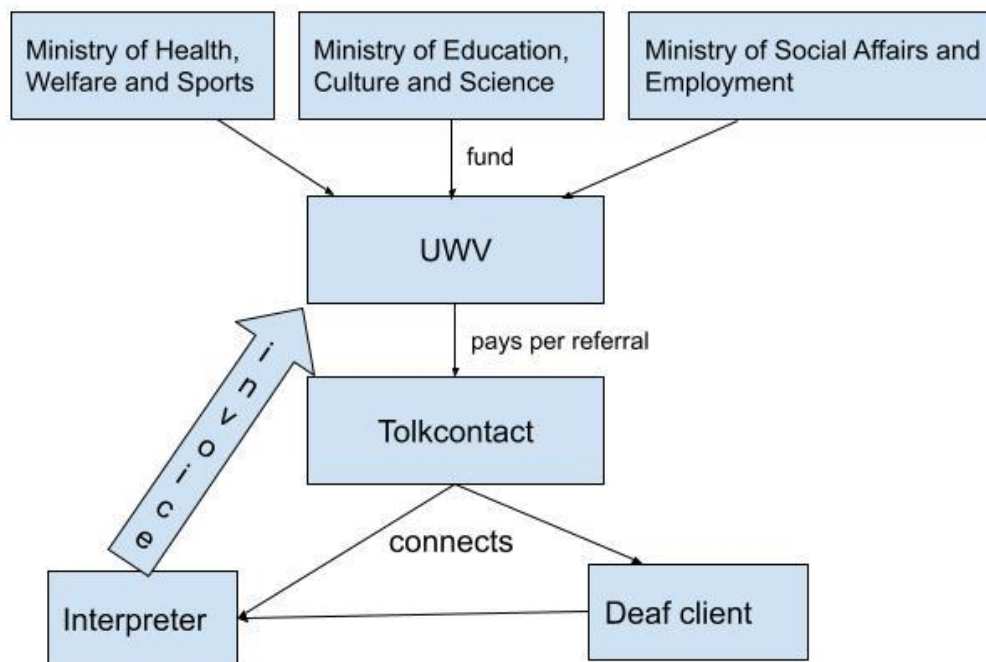 Ministry of Health,
Welfare and Sports
Ministry of Education,
Culture and Science
Ministry of Social Affairs and
Employment
fund
UWV
pays per referral
invoice
Tolkcontact
connects
Interpreter
Deaf client